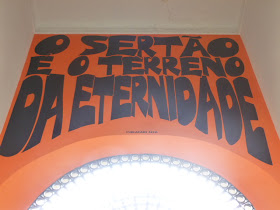 O SERTÃO
E O TERRENO
DA ETERNIDADE